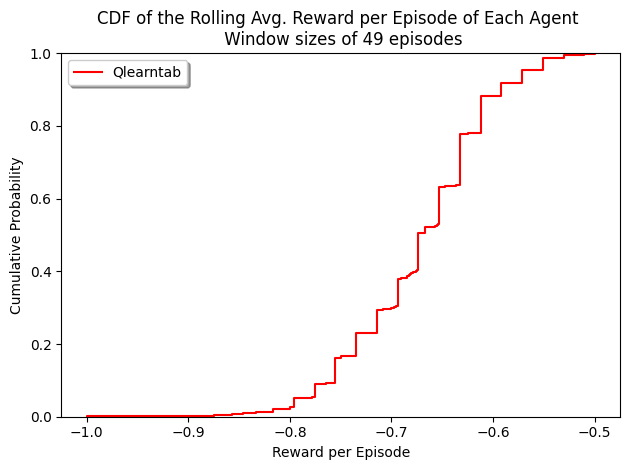 CDF of the Rolling Avg. Reward per Episode of Each Agent
Window sizes of 49 episodes
Qlearntab
Cumulative Probability
1.0
0.8
0.6
0.4
0.2
0.0
−1.0 −0.9 −0.8 −0.7 −0.6 −0.5
Reward per Episode